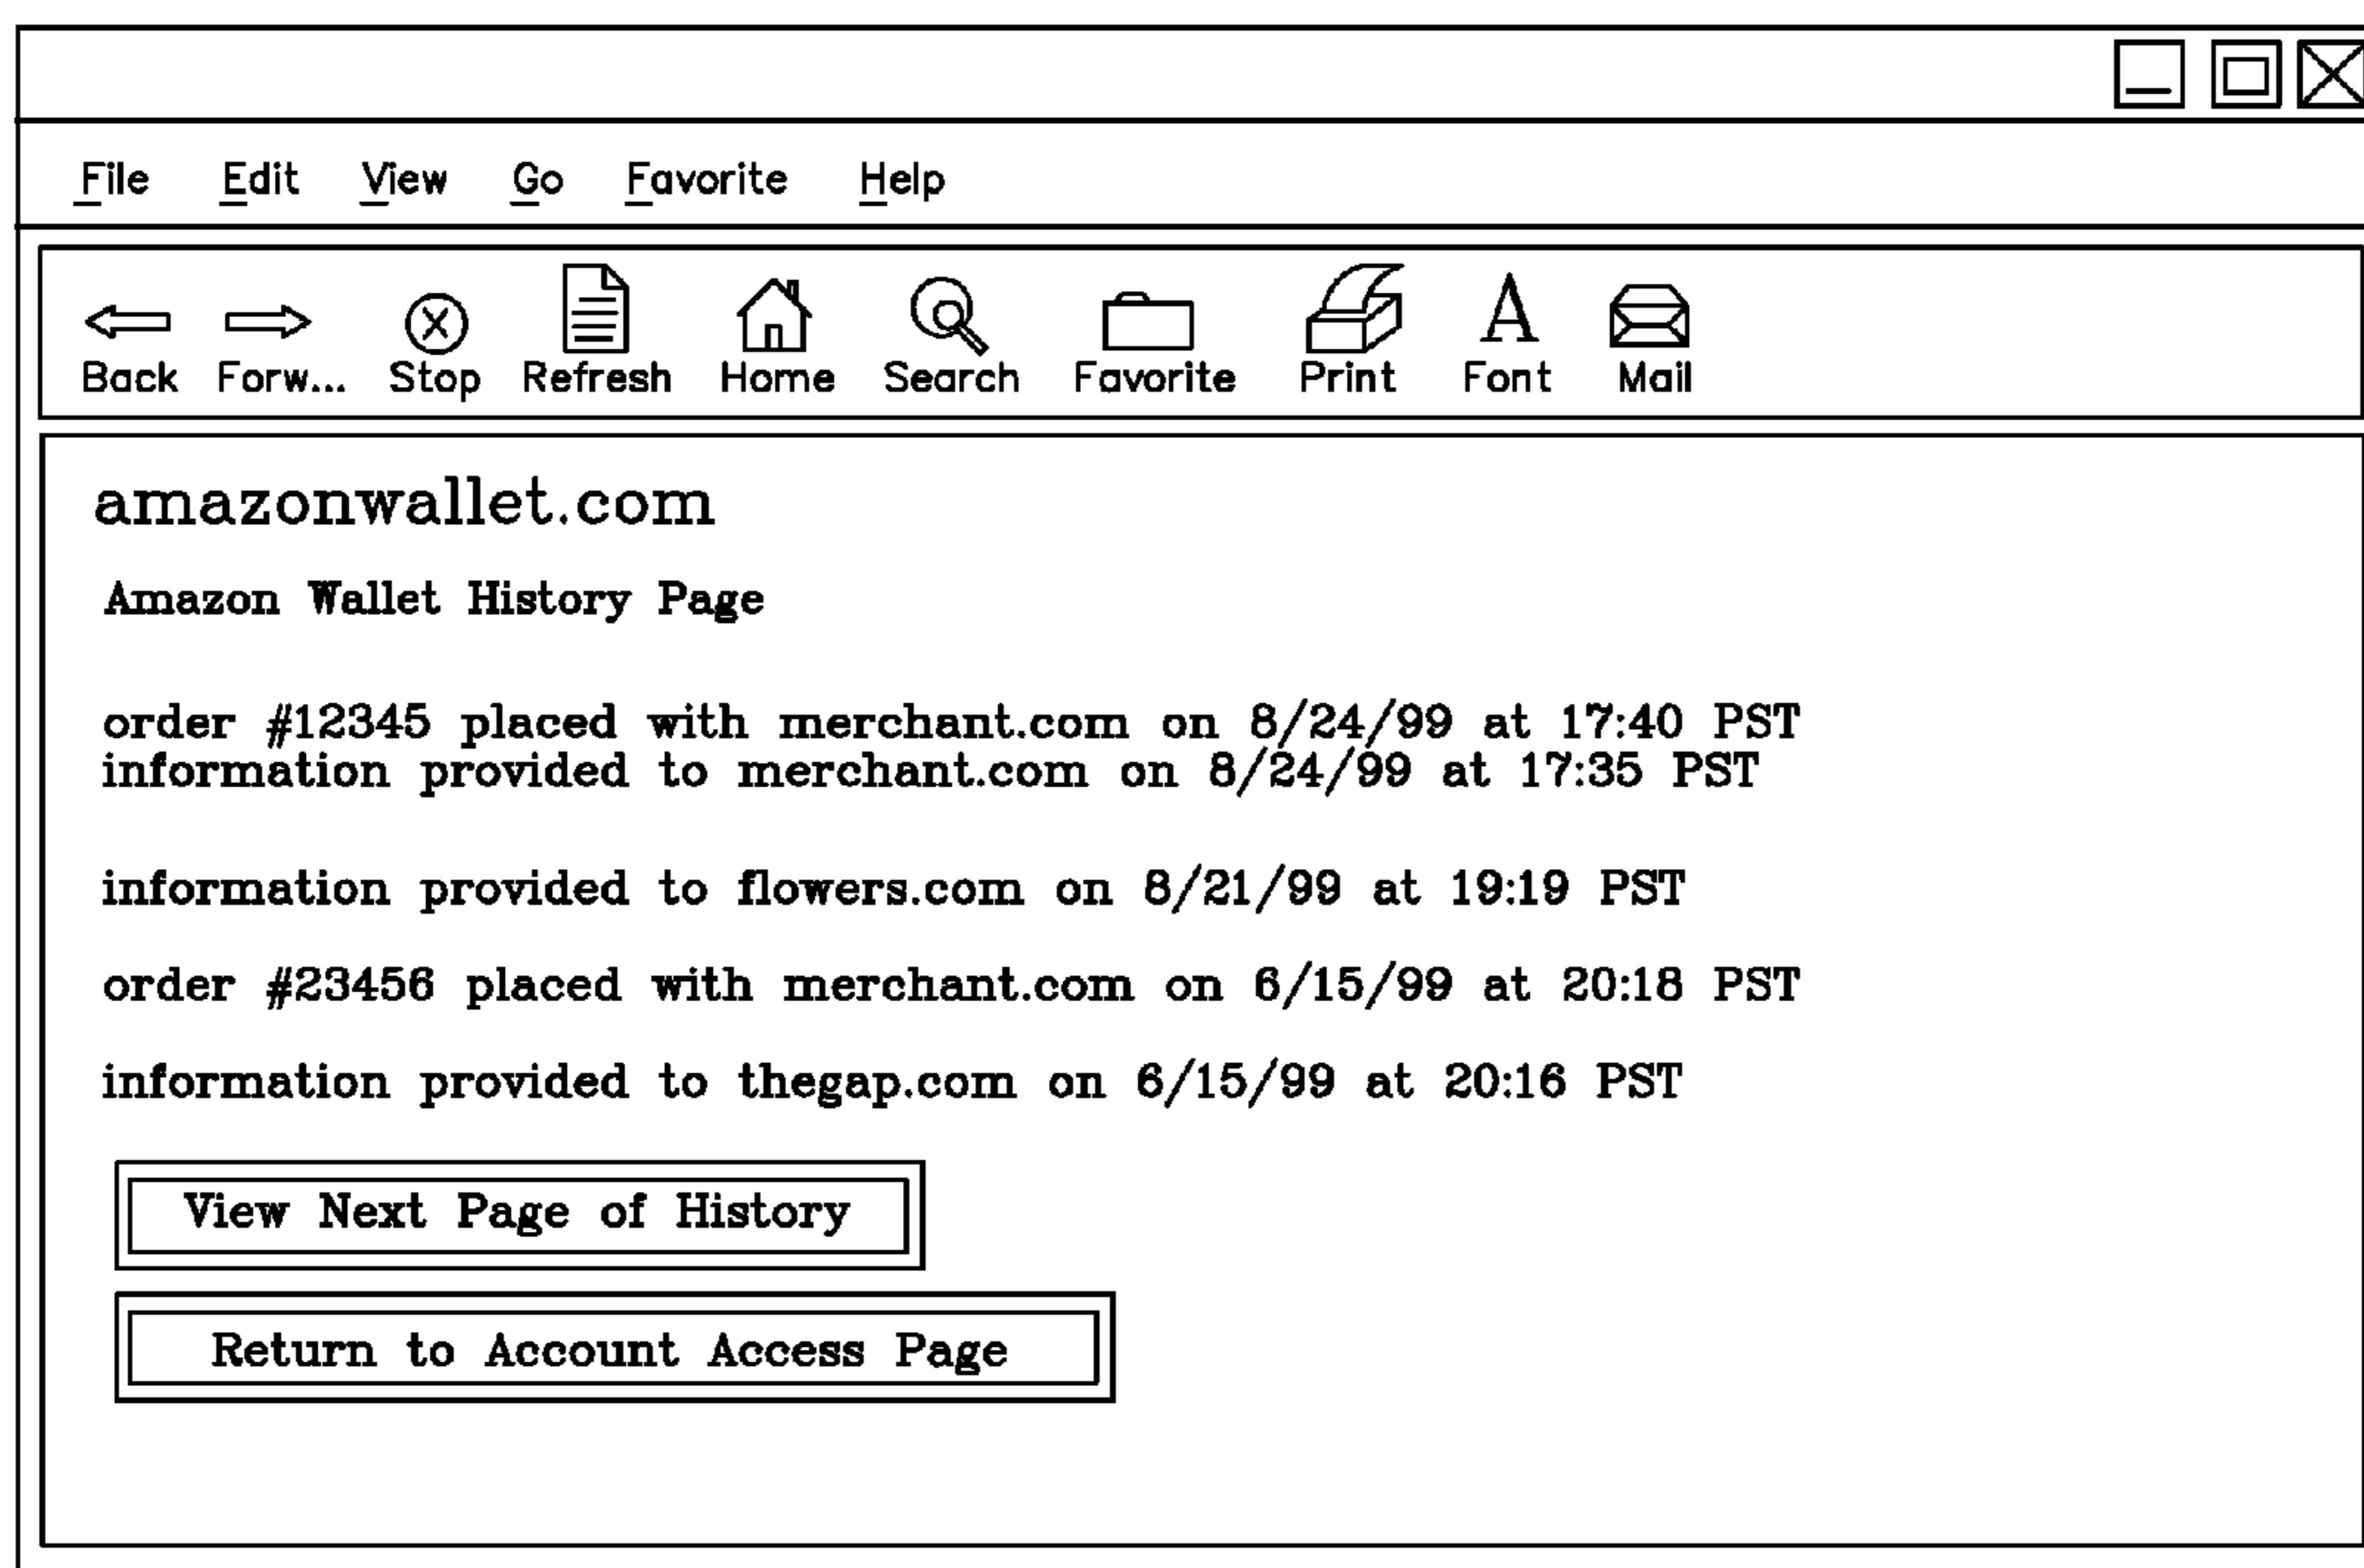 File Edit View Go Favorite Help
Back Forw... Stop Refresh Home Search Favorite Print Font Mail
amazonwallet.com
Amazon Wallet History Page
order #12345 placed with merchant.com on 8/24/99 at 17:40 PST
information provided to merchant.com on 8/24/99 at 17:35 PST
information provided to flowers.com on 8/21/99 at 19:19 PST
order #23456 placed with merchant.com on 6/15/99 at 20:18 PST
information provided to thegap.com on 6/15/99 at 20:16 PST
View Next Page of History
Return to Account Access Page